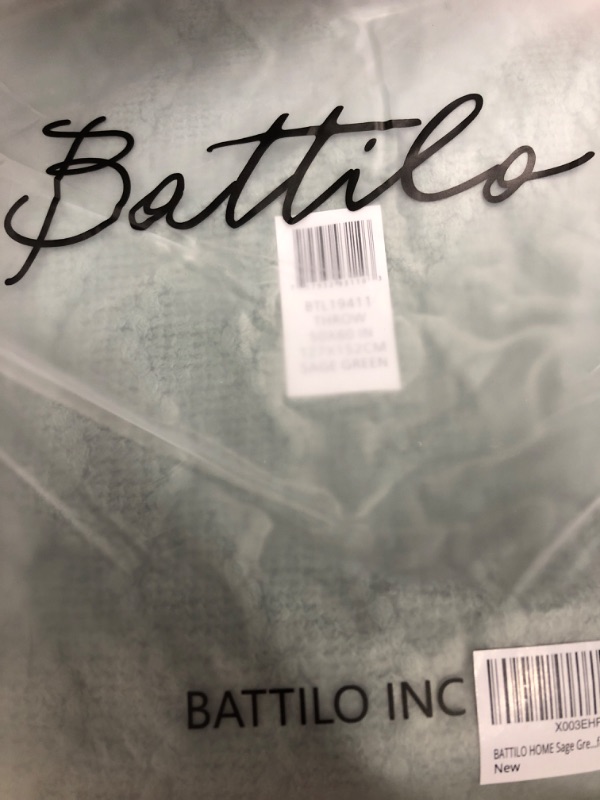 Battilo
BTL19411
THROW
50X60 IN
127X152CM
SAGE GREEN
BATTILO INC
X003EHF
BATTILO HOME Sage Gre...f
New